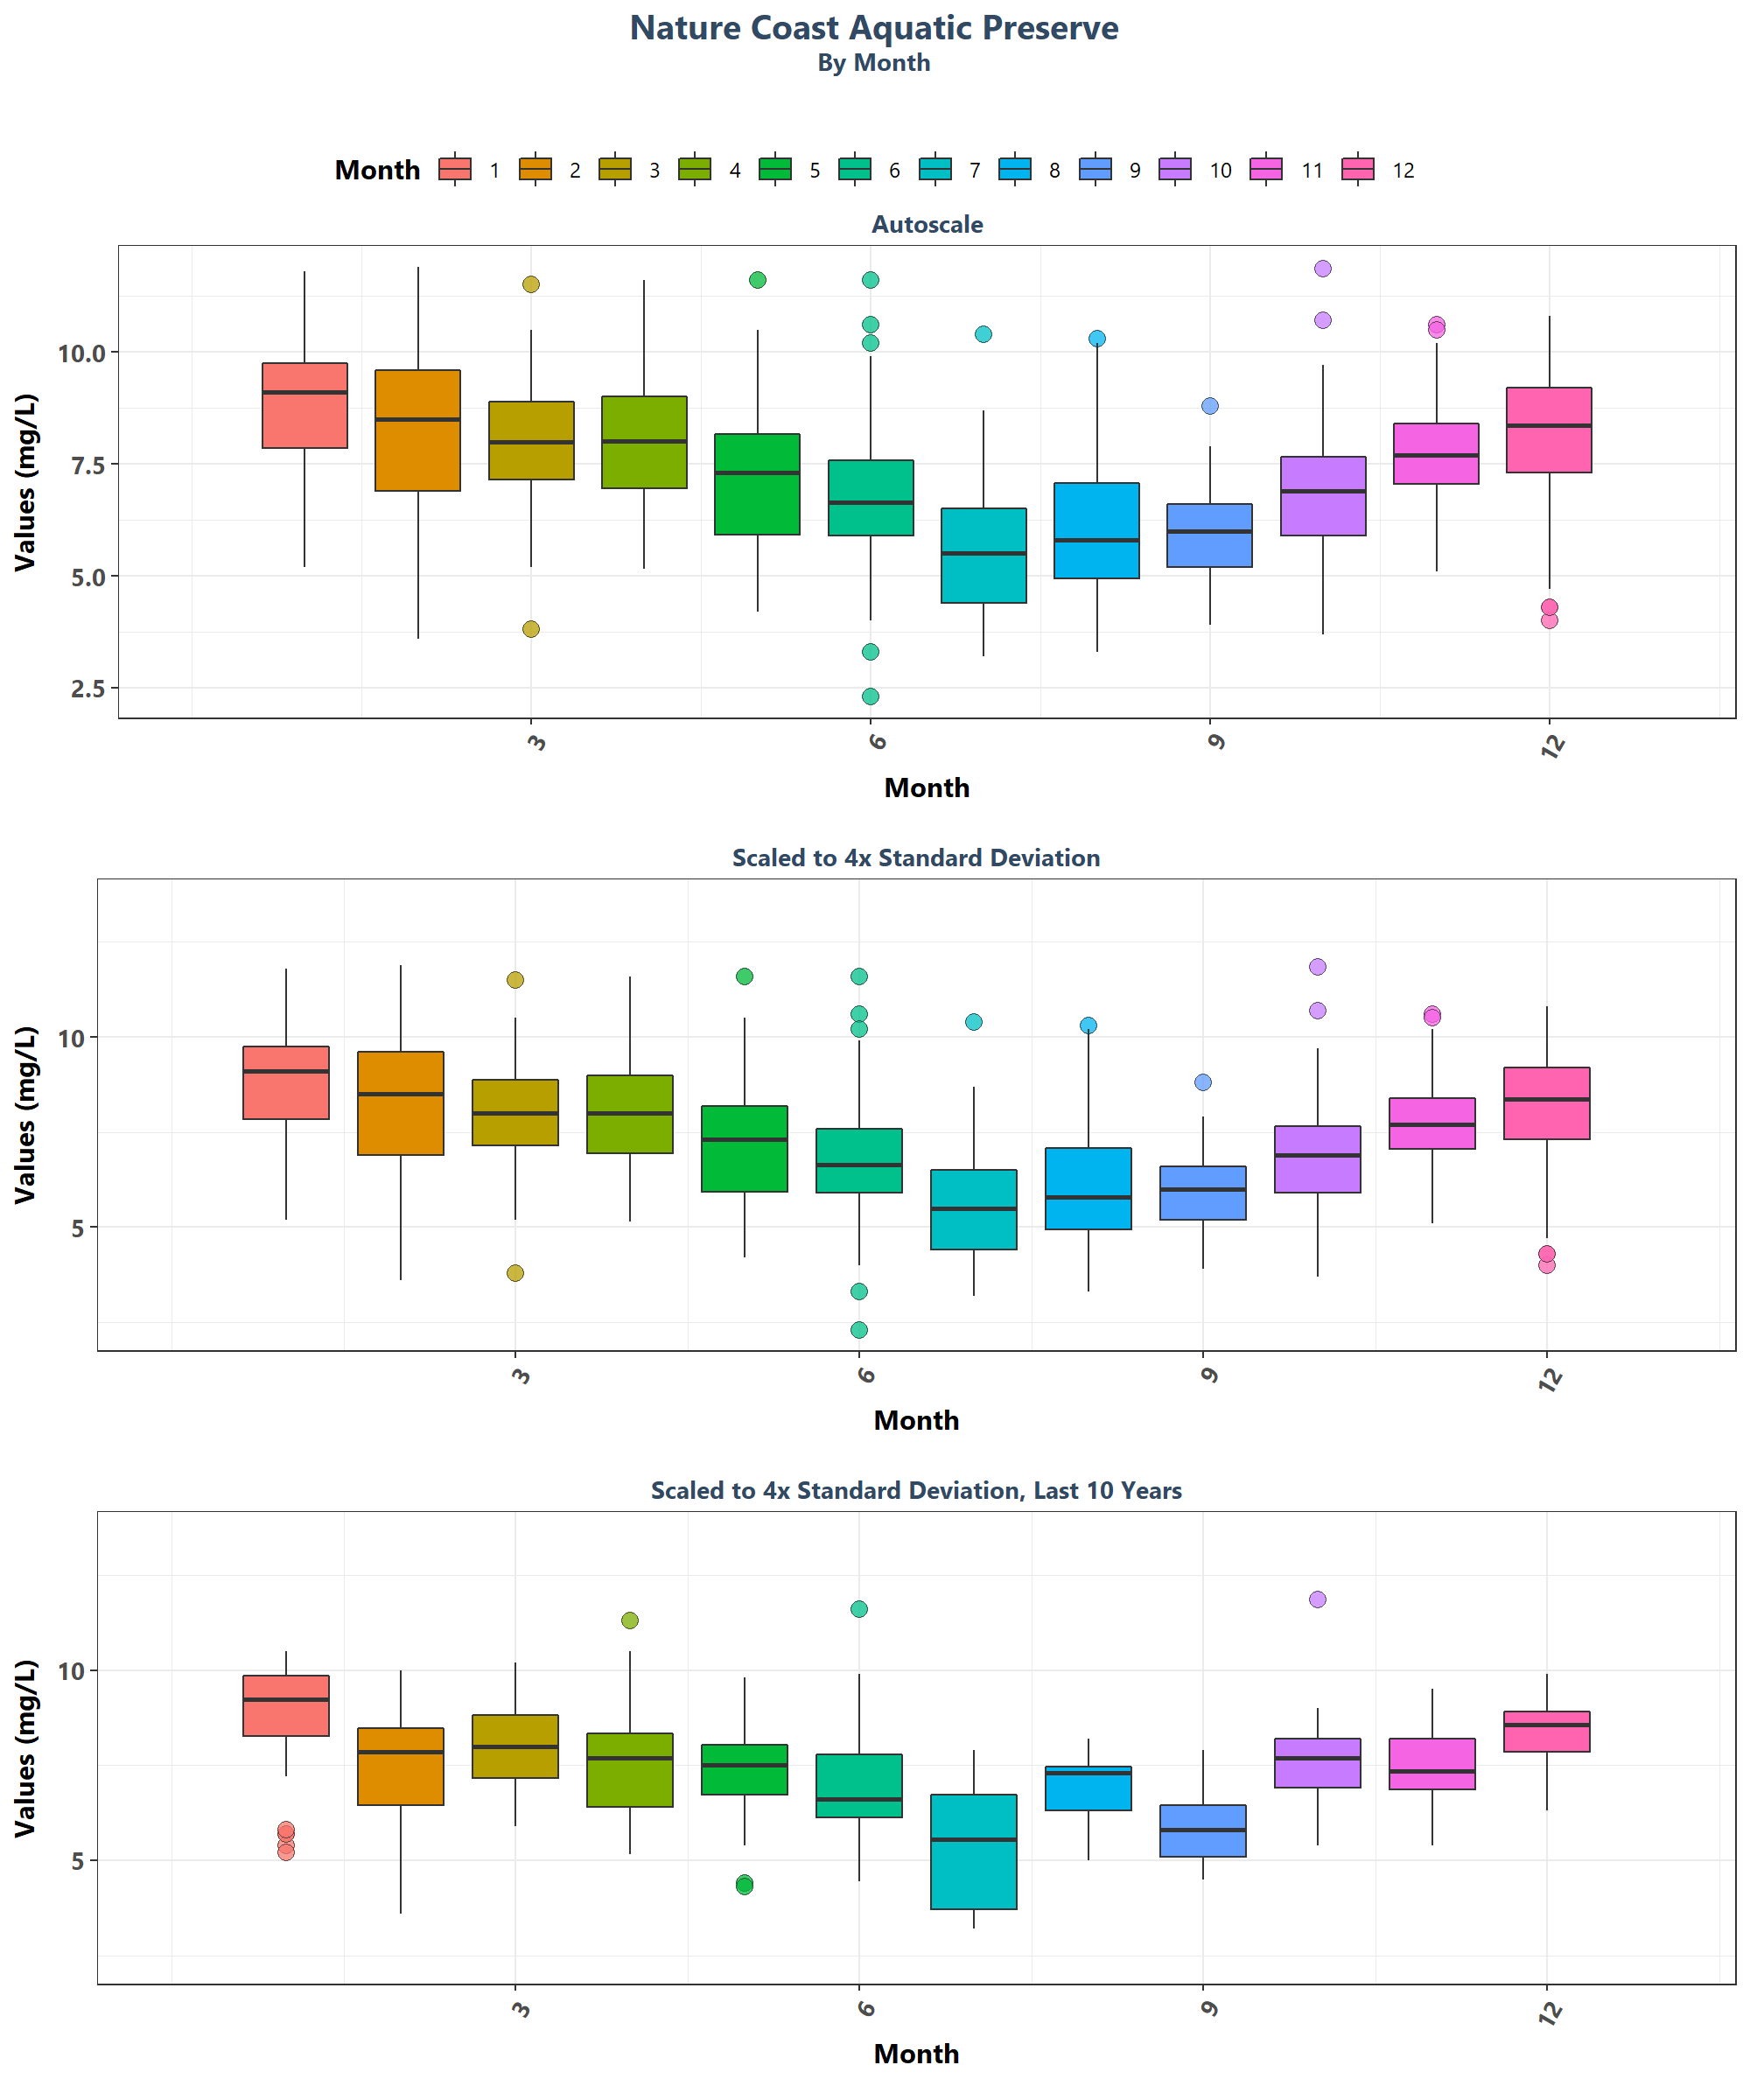 Nature Coast Aquatic Preserve
By Month
Month 1 2 3 4 5 6 7 8 9 10 11 12
Autoscale
Values (mg/L)
10.0
7.5
5.0
2.5
3 6 9 12
Month
Scaled to 4x Standard Deviation
Values (mg/L)
10
5
3 6 9 12
Month
Scaled to 4x Standard Deviation, Last 10 Years
Values (mg/L)
10
5
3 6 9 12
Month